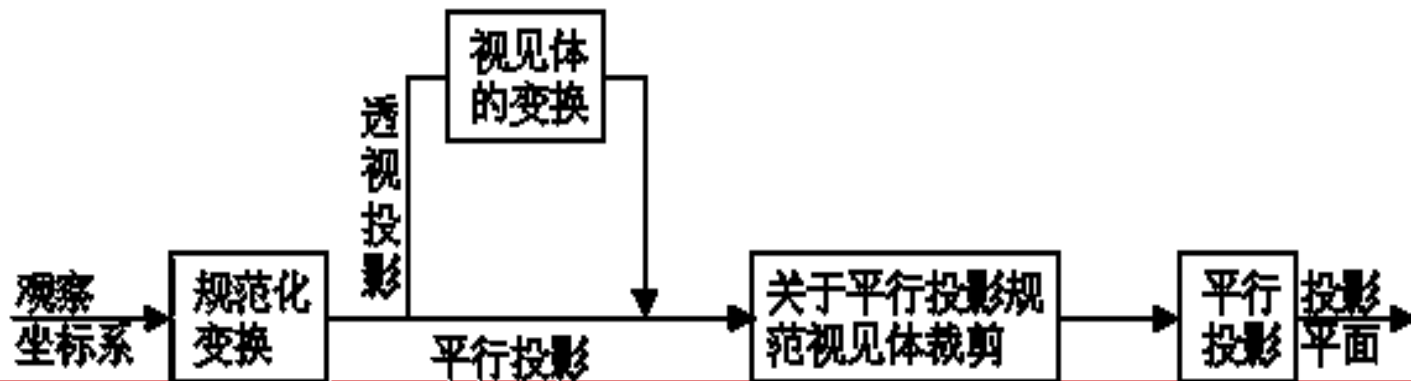 视见体
的变换
透视投影
观察
坐标系
规范化
变换
平行投影
关于平行投影规
范视见体裁剪
平行
投影
投影
平面